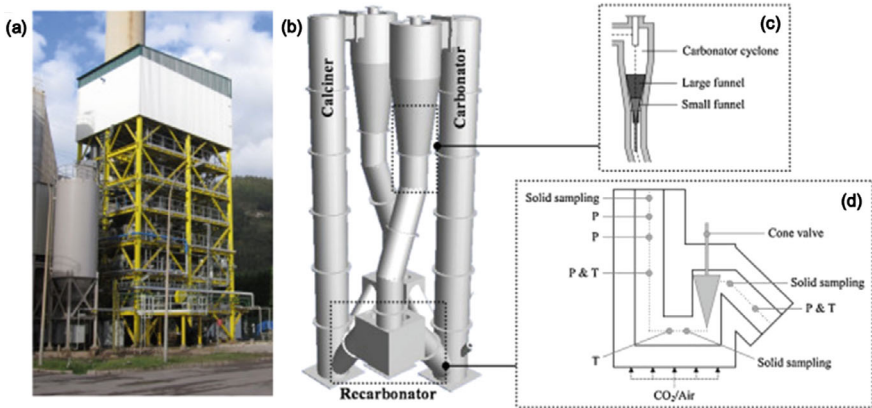 (a)
(b)
Calciner
Carbonator
Recarbonator
(c)
Carbonator cyclone
Large funnel
Small funnel
(d)
Solid sampling
P
P
Cone valve
P & T
Solid sampling
P & T
T
Solid sampling
CO₂/Air